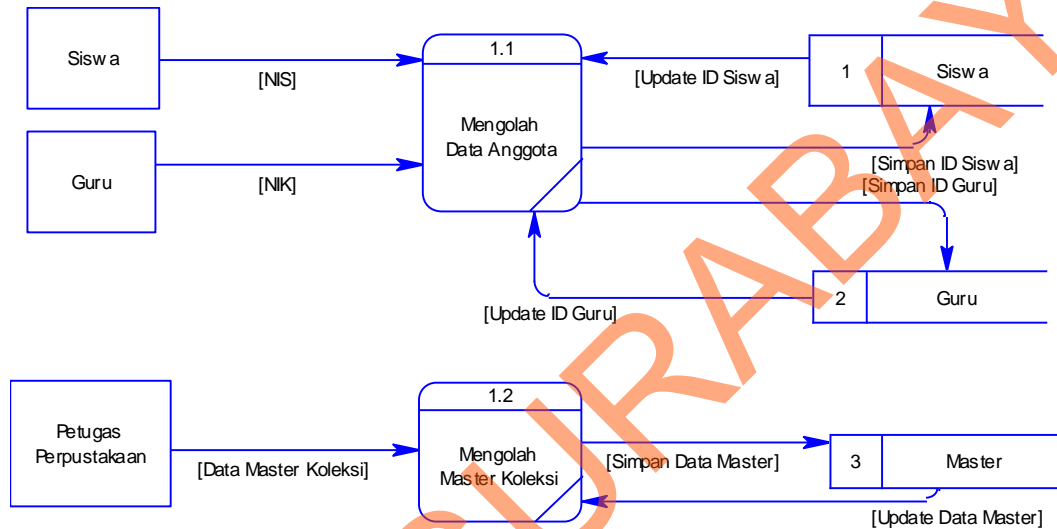 Siswa
[NIS]
1.1
Mengolah
Data Anggota
[Update ID Siswa]
1
Siswa
Guru
[NIK]
[Simpan ID Siswa]
[Simpan ID Guru]
[Update ID Guru]
2
Guru
Petugas
Perpustakaan
[Data Master Koleksi]
1.2
Mengolah
Master Koleksi
[Simpan Data Master]
3
Master
[Update Data Master]
SURABAY